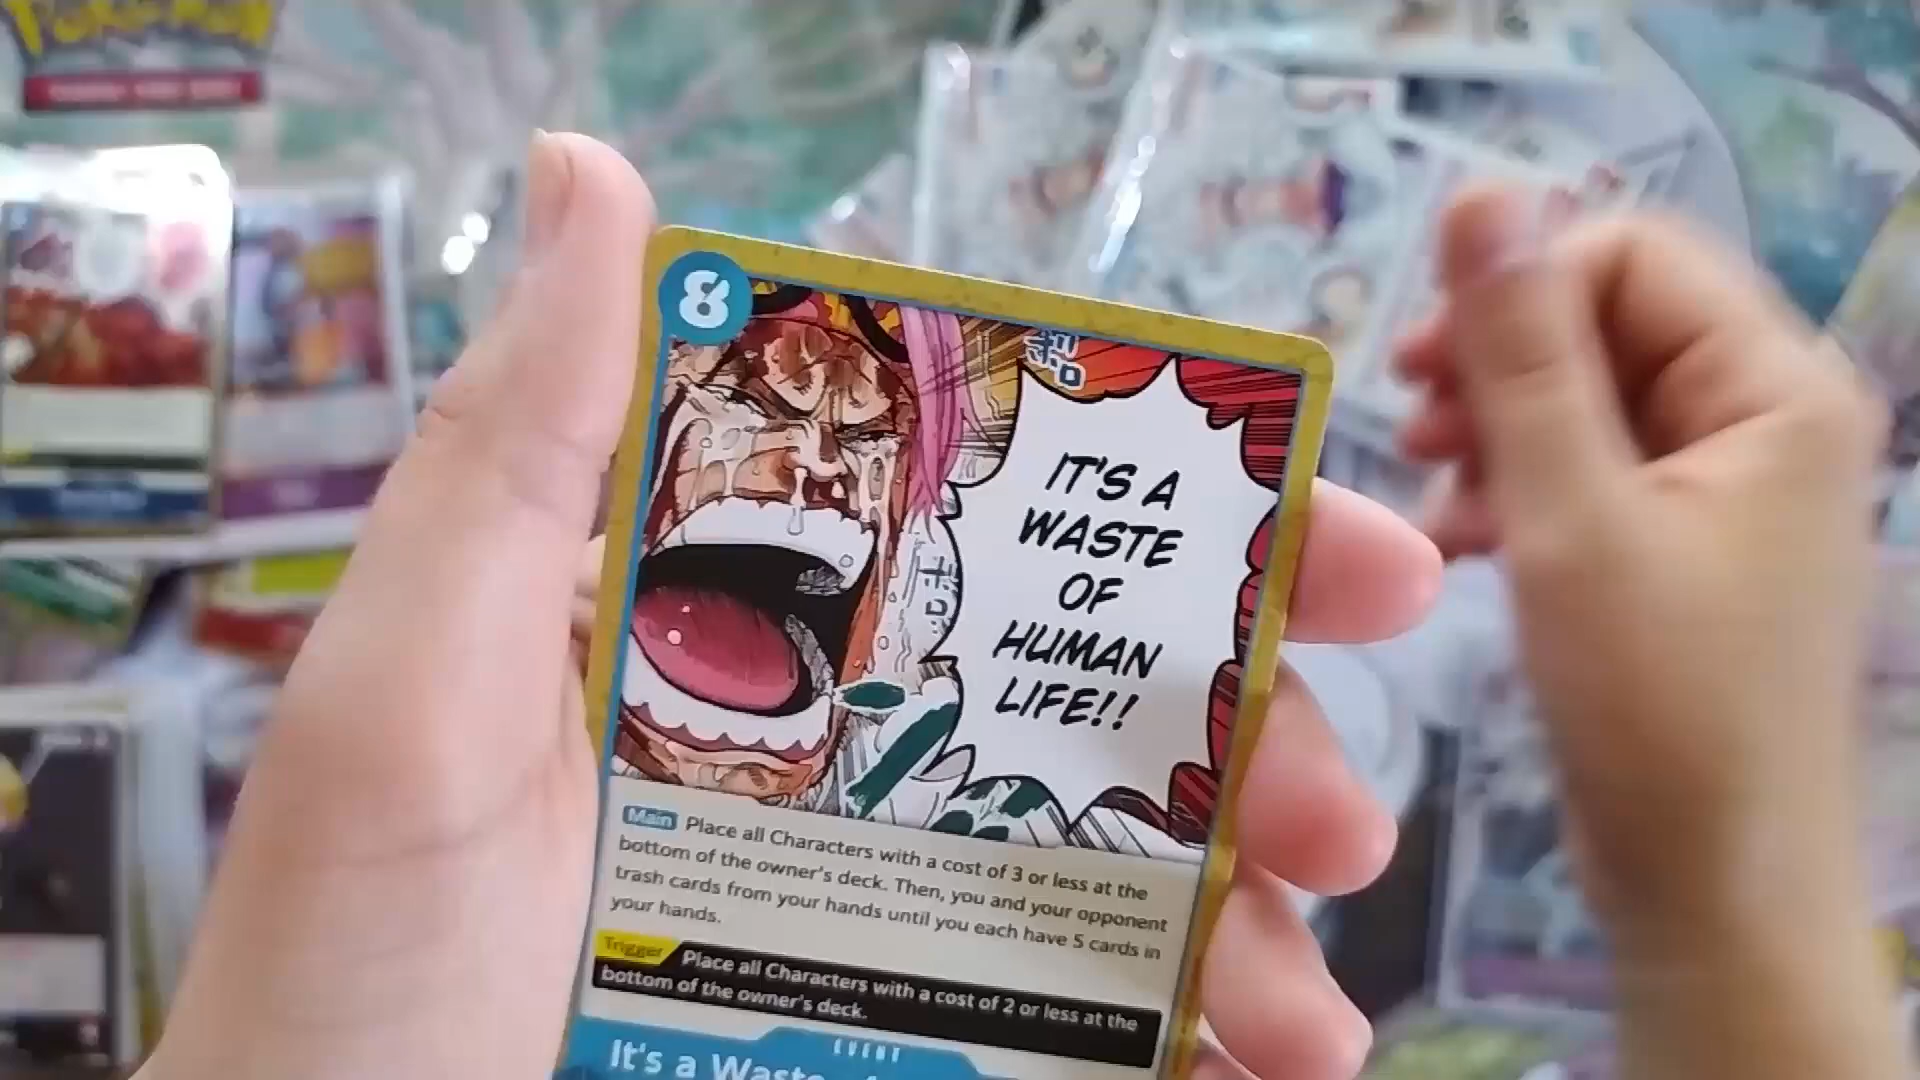 Pokémon
8
IT'S A
WASTE
OF
HUMAN
LIFE!!
Main Place all Characters with a cost of 3 or less at the
bottom of the owner's deck. Then, you and your opponent
trash cards from your hands until you each have 5 cards in
your hands.
Trigger Place all Characters with a cost of 2 or less at the
bottom of the owner's deck.
EVENT
It's a Waste